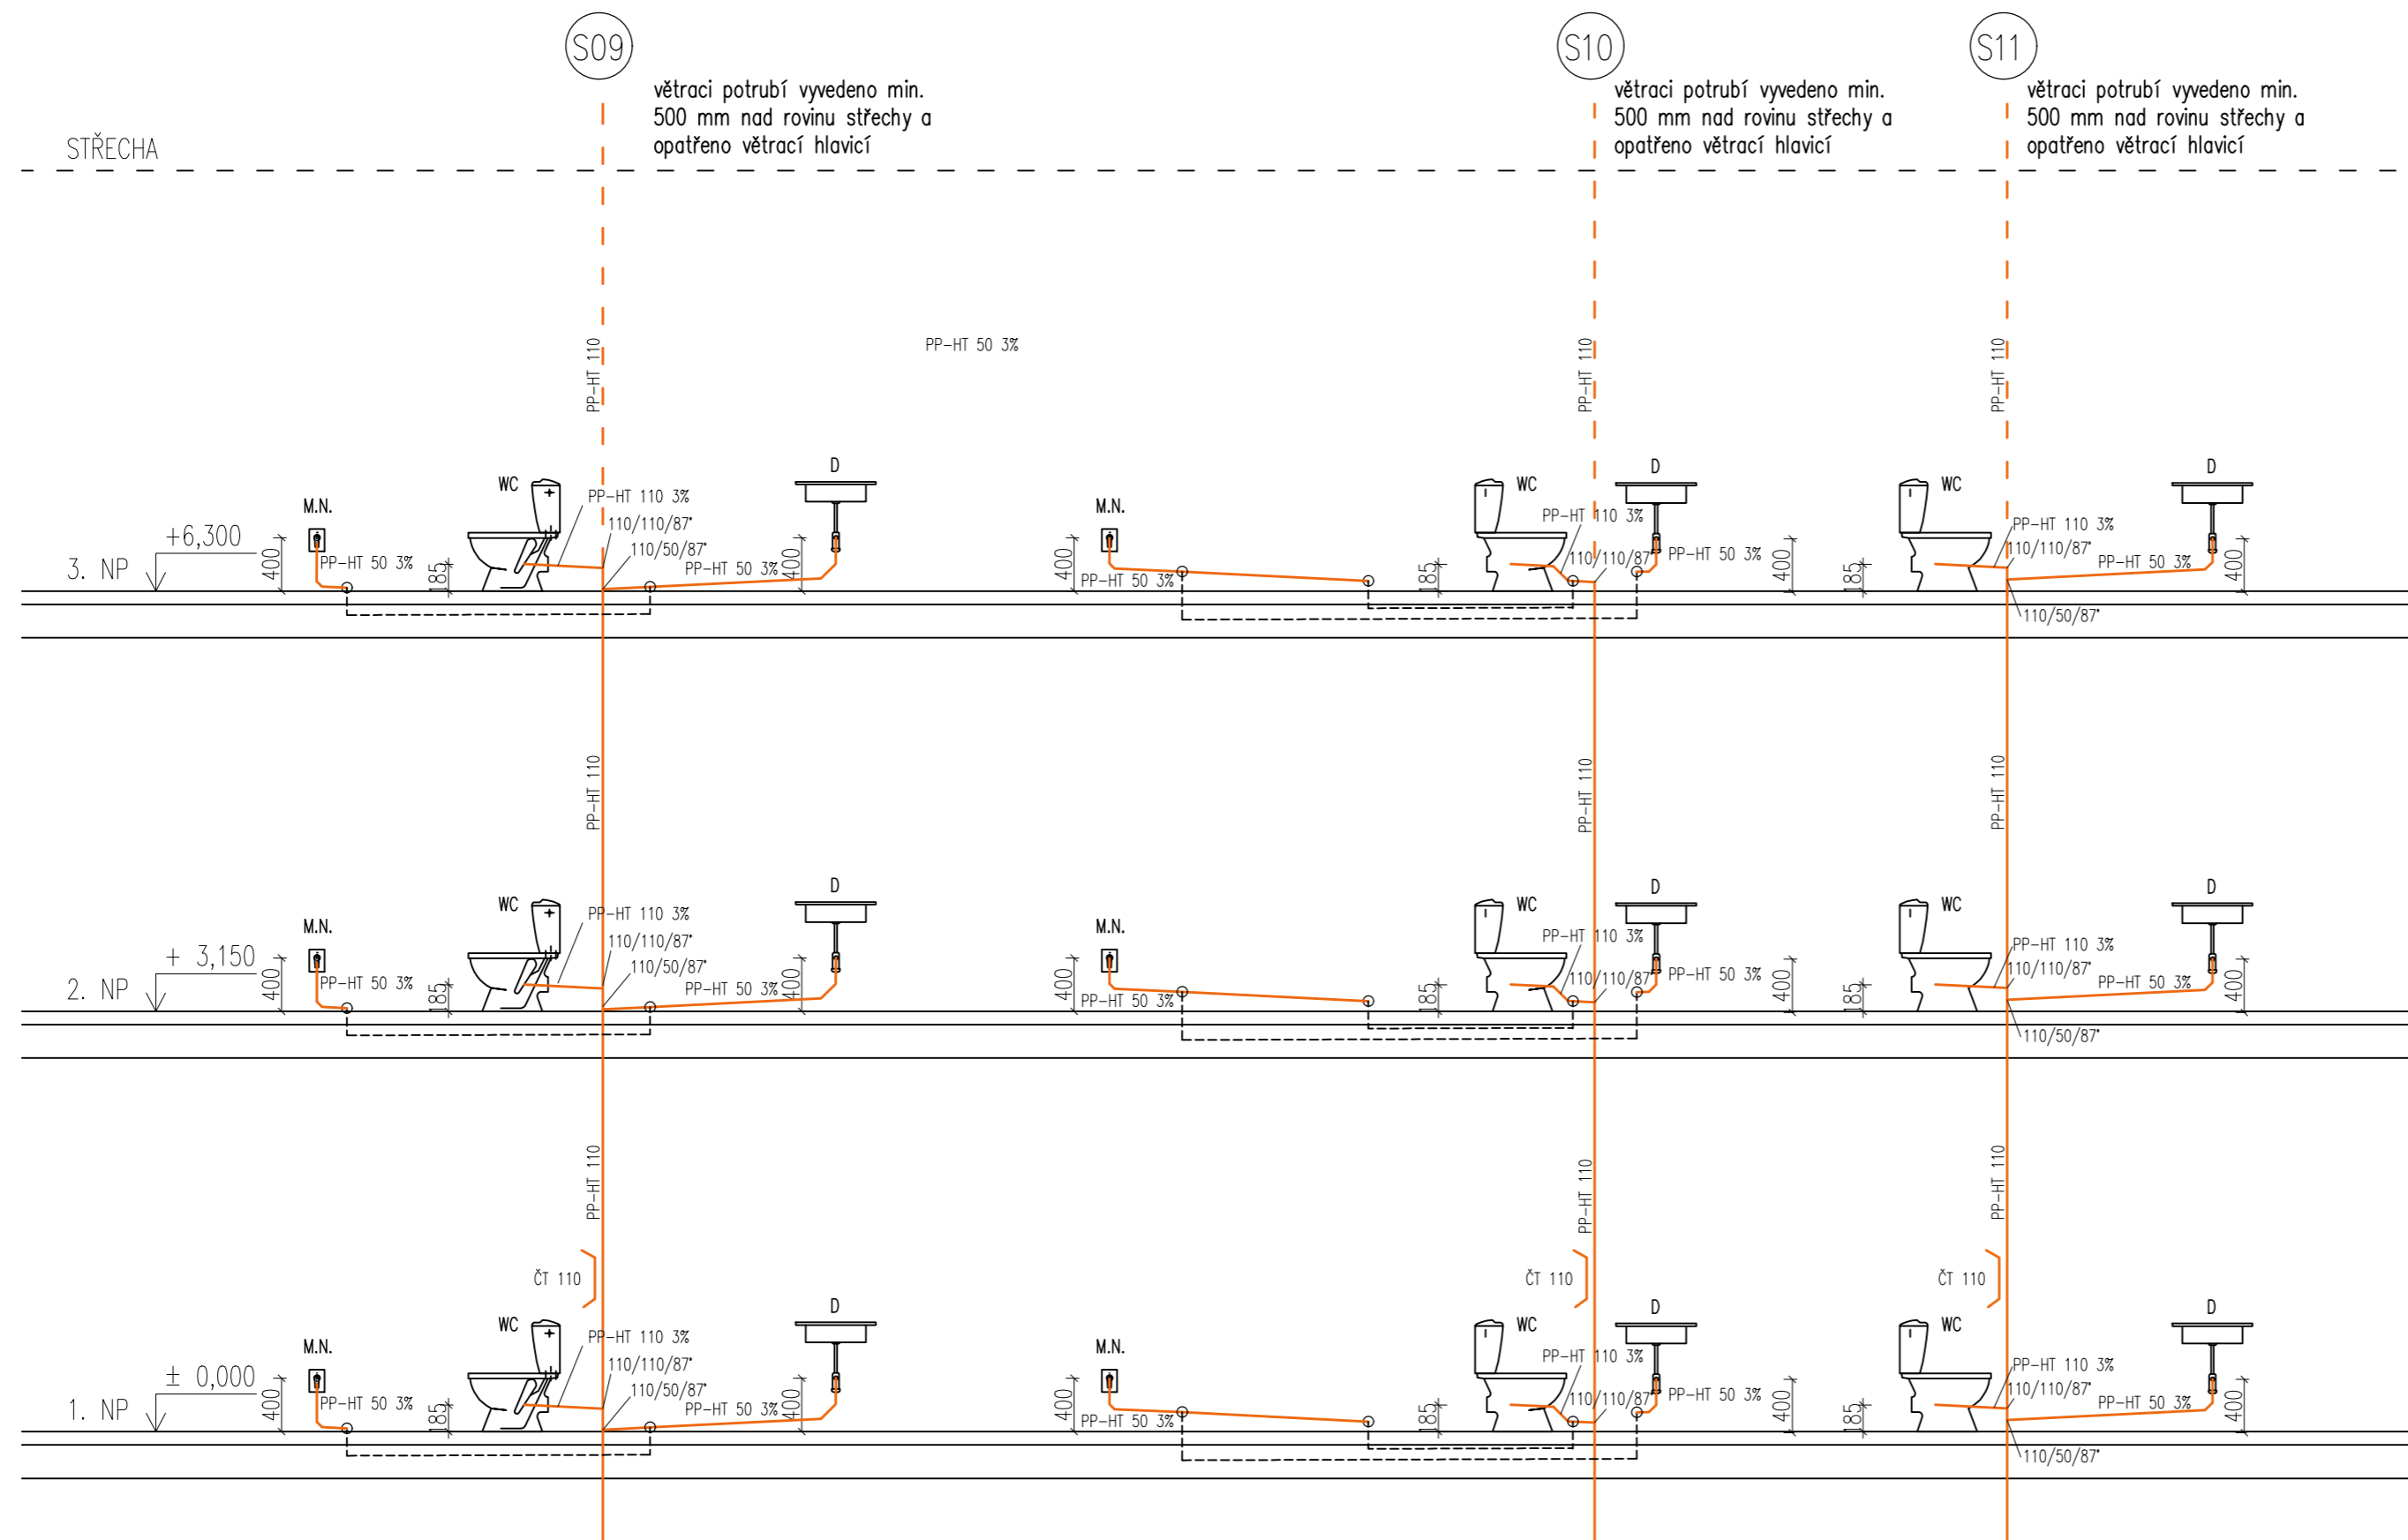 S09
S10
S11
větraci potrubí vyvedeno min.
500 mm nad rovinu střechy a
opatřeno větrací hlavicí
větraci potrubí vyvedeno min.
500 mm nad rovinu střechy a
opatřeno větrací hlavicí
větraci potrubí vyvedeno min.
500 mm nad rovinu střechy a
opatřeno větrací hlavicí
STŘECHA
PP-HT 110
PP-HT 50 3%
PP-HT 110
PP-HT 110
3. NP
+6,300
400
M.N.
PP-HT 50 3%
185
WC
PP-HT 110 3%
110/110/87°
110/50/87°
PP-HT 50 3%
400
D
400
M.N.
PP-HT 50 3%
185
WC
PP-HT 110 3%
110/110/87°
D
PP-HT 50 3%
400
185
WC
PP-HT 110 3%
110/110/87°
PP-HT 50 3%
110/50/87°
D
400
PP-HT 110
PP-HT 110
PP-HT 110
2. NP
+ 3,150
400
M.N.
PP-HT 50 3%
185
WC
PP-HT 110 3%
110/110/87°
110/50/87°
PP-HT 50 3%
400
D
400
M.N.
PP-HT 50 3%
185
WC
PP-HT 110 3%
110/110/87°
D
PP-HT 50 3%
400
185
WC
PP-HT 110 3%
110/110/87°
PP-HT 50 3%
110/50/87°
D
400
PP-HT 110
PP-HT 110
PP-HT 110
ČT 110
ČT 110
ČT 110
1. NP
± 0,000
400
M.N.
PP-HT 50 3%
185
WC
PP-HT 110 3%
110/110/87°
110/50/87°
PP-HT 50 3%
400
D
400
M.N.
PP-HT 50 3%
185
WC
PP-HT 110 3%
110/110/87°
D
PP-HT 50 3%
400
185
WC
PP-HT 110 3%
110/110/87°
PP-HT 50 3%
110/50/87°
D
400